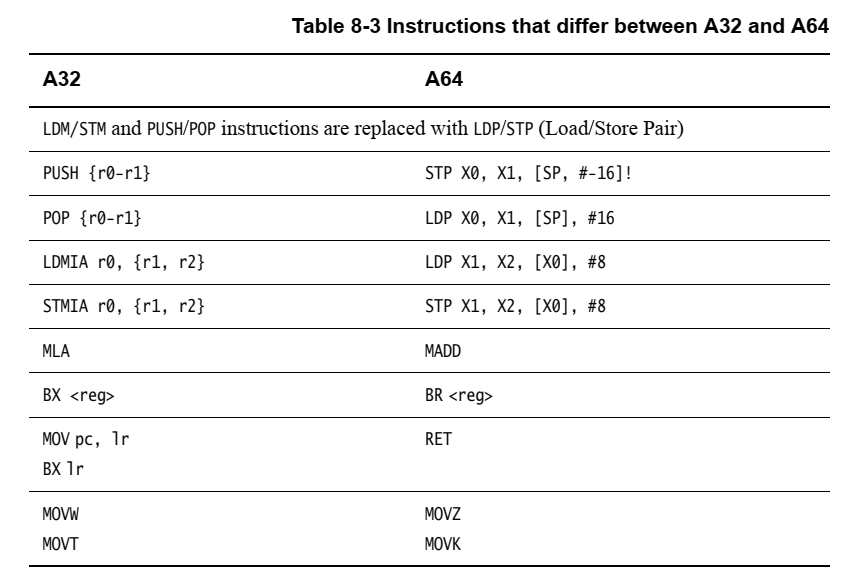 Table 8-3 Instructions that differ between A32 and A64
A32 A64
LDM/STM and PUSH/POP instructions are replaced with LDP/STP (Load/Store Pair)
PUSH {r0-r1} STP X0, X1, [SP, #-16]!
POP {r0-r1} LDP X0, X1, [SP], #16
LDMIA r0, {r1, r2} LDP X1, X2, [X0], #8
STMIA r0, {r1, r2} STP X1, X2, [X0], #8
MLA MADD
BX <reg> BR <reg>
MOV pc, lr RET
BX lr
MOVW MOVZ
MOVT MOVK